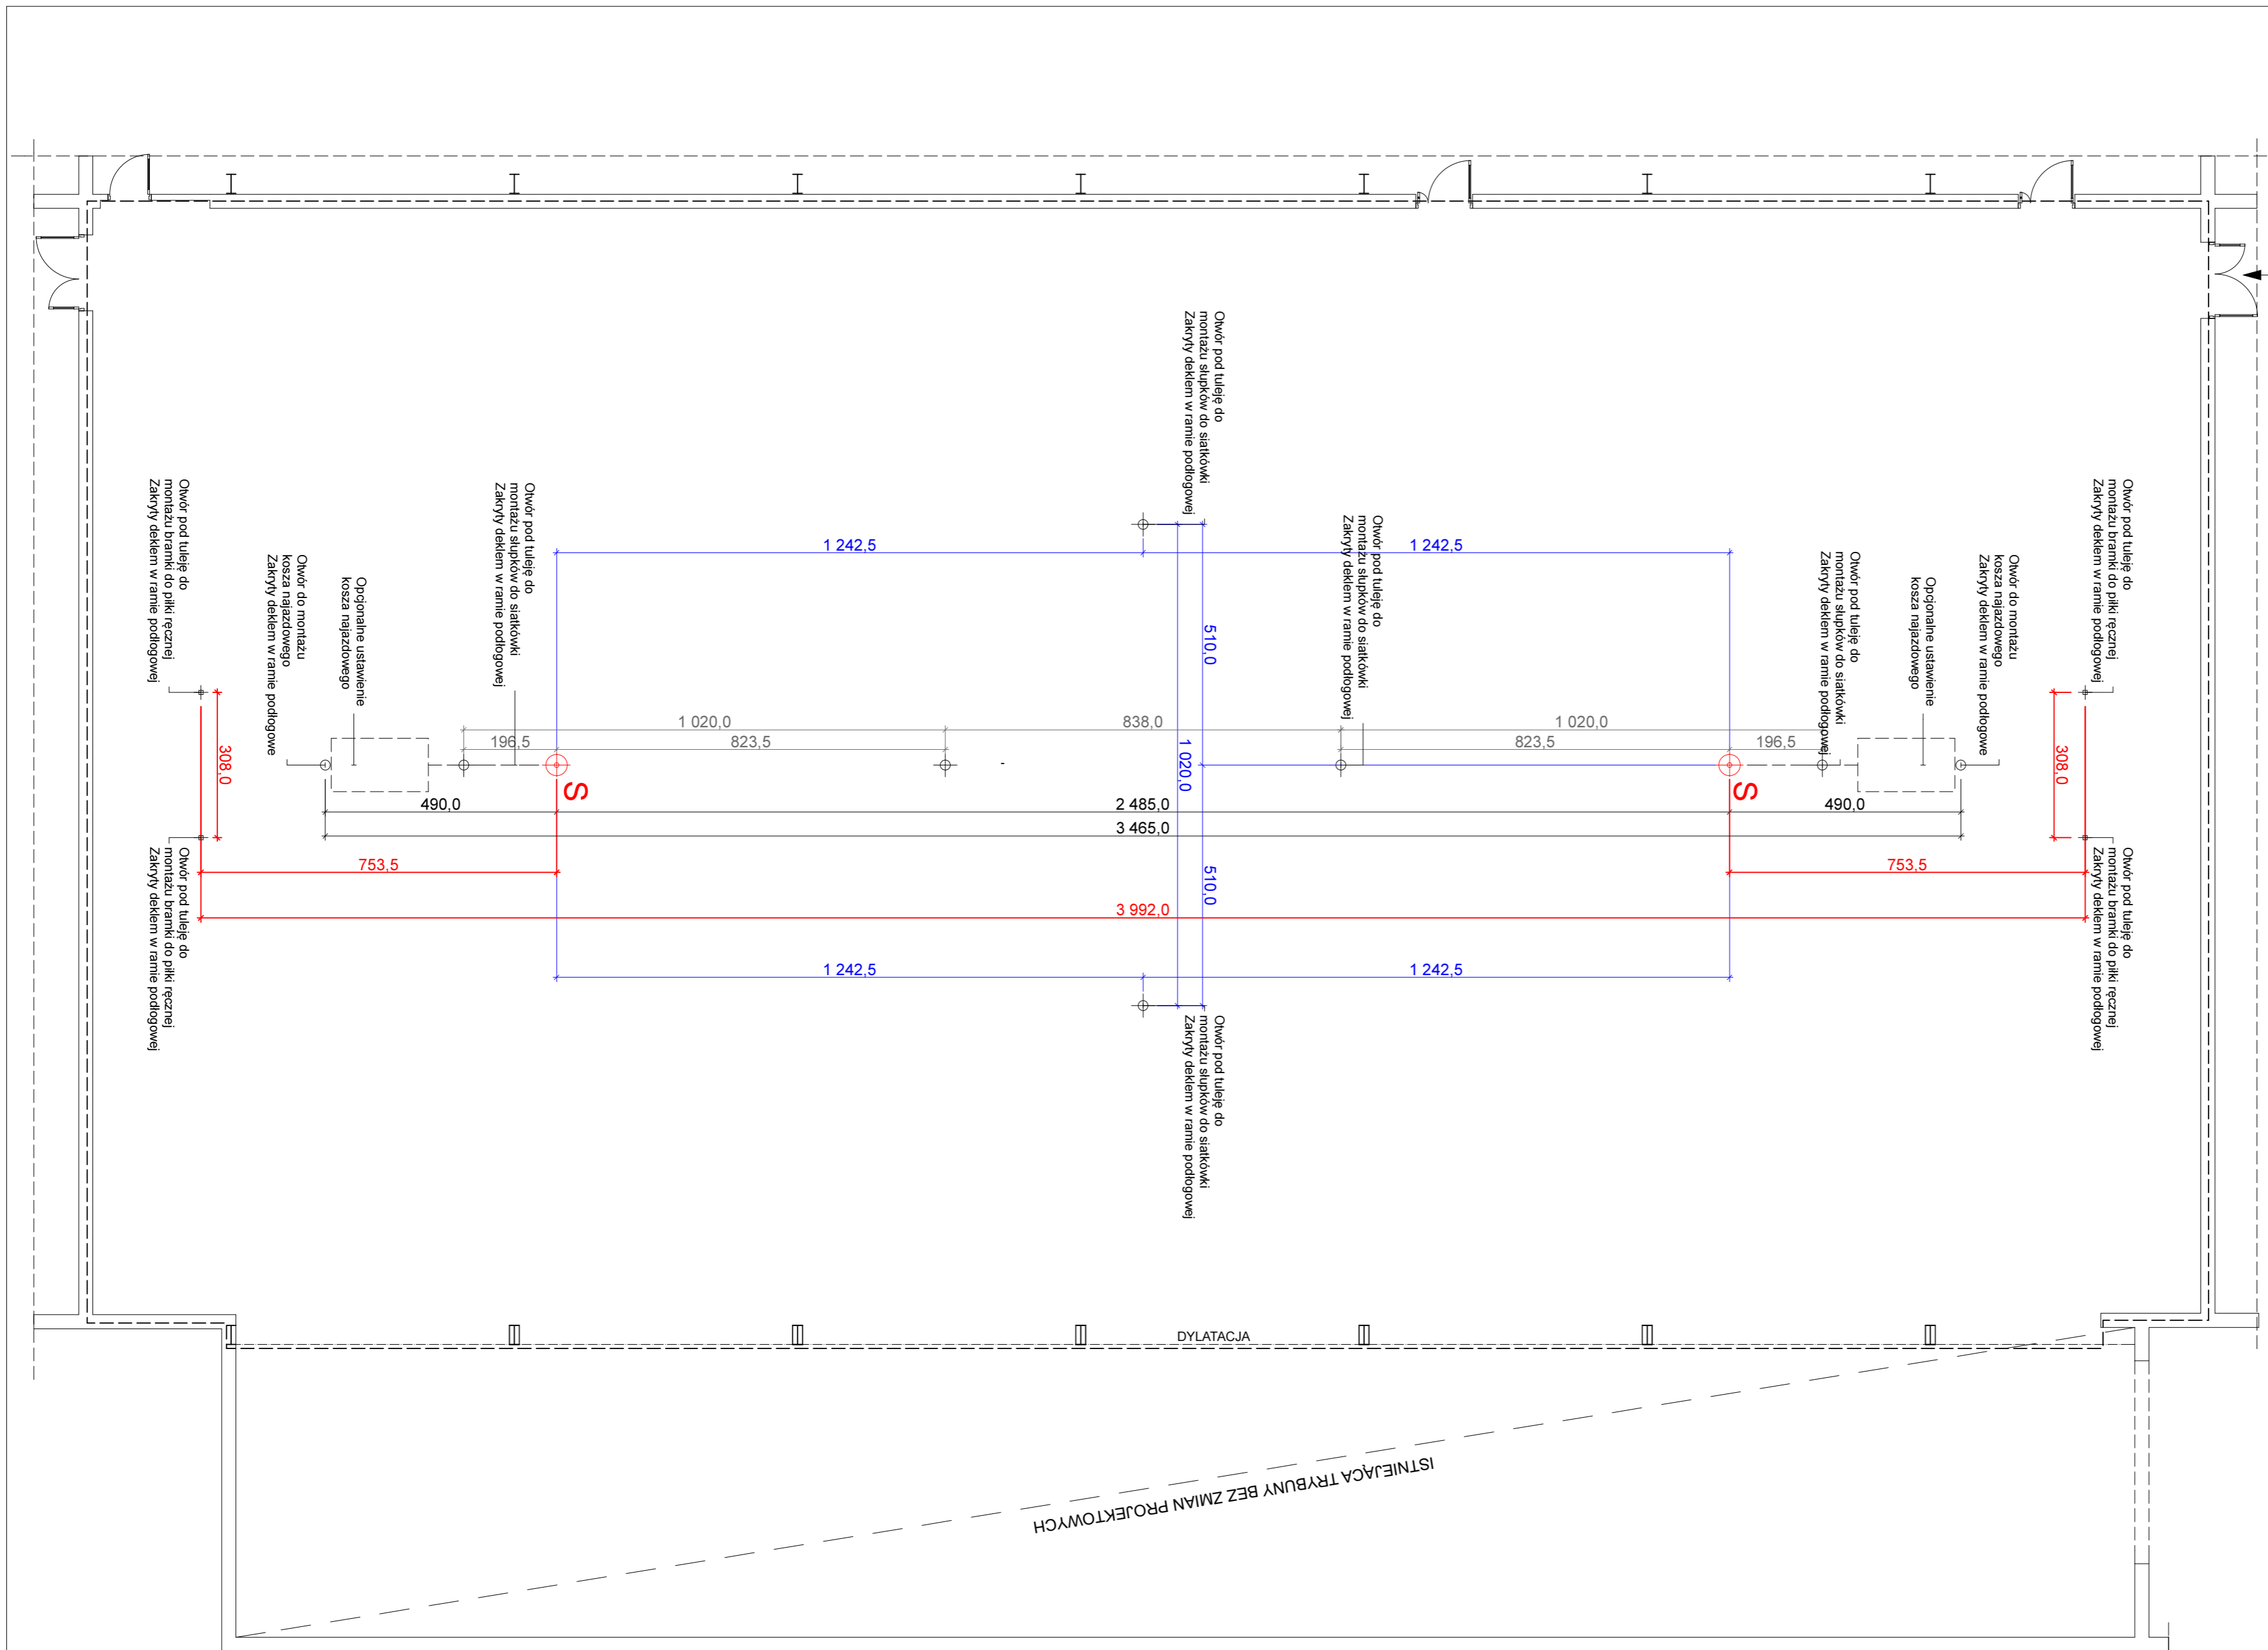 Otwór pod tuleję do
montażu słupków do siatkówki
Zakryty deklem w ramie podłogowej
Otwór pod tuleję do
montażu bramki do piłki ręcznej
Zakryty deklem w ramie podłogowej
Otwór do montażu
kosza najazdowego
Zakryty deklem w ramie podłogowe
Opcjonalne ustawienie
kosza najazdowego
Otwór pod tuleję do
montażu słupków do siatkówki
Zakryty deklem w ramie podłogowej
Otwór pod tuleję do
montażu słupków do siatkówki
Zakryty deklem w ramie podłogowej
Otwór pod tuleję do
montażu słupków do siatkówki
Zakryty deklem w ramie podłogowej
Opcjonalne ustawienie
kosza najazdowego
Otwór do montażu
kosza najazdowego
Zakryty deklem w ramie podłogowe
Otwór pod tuleję do
montażu bramki do piłki ręcznej
Zakryty deklem w ramie podłogowej
1 242,5
1 242,5
510,0
1 020,0
838,0
1 020,0
196,5
823,5
823,5
196,5
308,0
1 020,0
308,0
S
S
490,0
2 485,0
490,0
3 465,0
753,5
510,0
753,5
3 992,0
1 242,5
1 242,5
Otwór pod tuleję do
montażu bramki do piłki ręcznej
Zakryty deklem w ramie podłogowej
Otwór pod tuleję do
montażu bramki do piłki ręcznej
Zakryty deklem w ramie podłogowej
Otwór pod tuleję do
montażu słupków do siatkówki
Zakryty deklem w ramie podłogowej
DYLATACJA
ISTNIEJĄCA TRYBUNY BEZ ZMIAN PROJEKTOWYCH